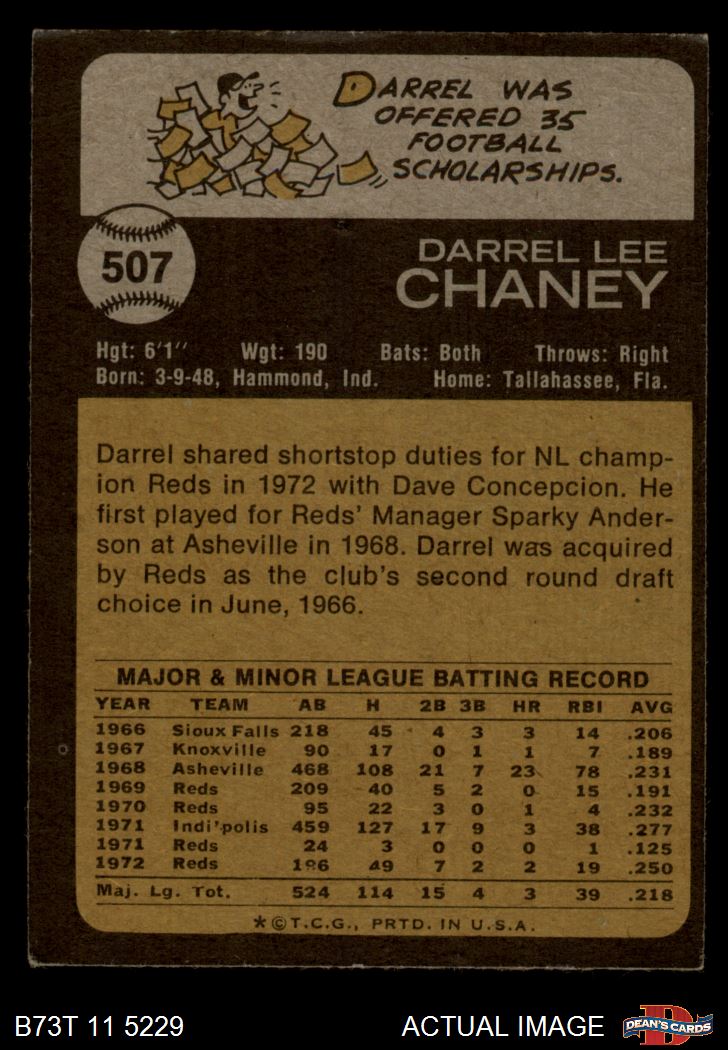 DARREL WAS
OFFERED 35
FOOTBALL
SCHOLARSHIPS.
507
DARREL LEE
CHANEY
Hgt: 6'1" Wgt: 190 Bats: Both Throws: Right
Born: 3-9-48, Hammond, Ind. Home: Tallahassee, Fla.
Darrel shared shortstop duties for NL champ-
ion Reds in 1972 with Dave Concepcion. He
first played for Reds' Manager Sparky Ander-
son at Asheville in 1968. Darrel was acquired
by Reds as the club's second round draft
choice in June, 1966.
MAJOR & MINOR LEAGUE BATTING RECORD
YEAR TEAM AB H 2B 3B HR RBI AVG
1966 Sioux Falls 218 45 4 3 3 14 .206
1967 Knoxville 90 17 0 1 1 7 .189
1968 Asheville 468 108 21 7 23 78 .231
1969 Reds 209 40 5 2 0 15 .191
1970 Reds 95 22 3 0 1 4 .232
1971 Indi'polis 459 127 17 9 3 38 .277
1971 Reds 24 3 0 0 0 1 .125
1972 Reds 196 49 7 2 2 19 .250
Maj. Lg. Tot. 524 114 15 4 3 39 .218
*©T.C.G., PRTD. IN U.S.A.
B73T 11 5229 ACTUAL IMAGE
D
DEAN'S CARDS